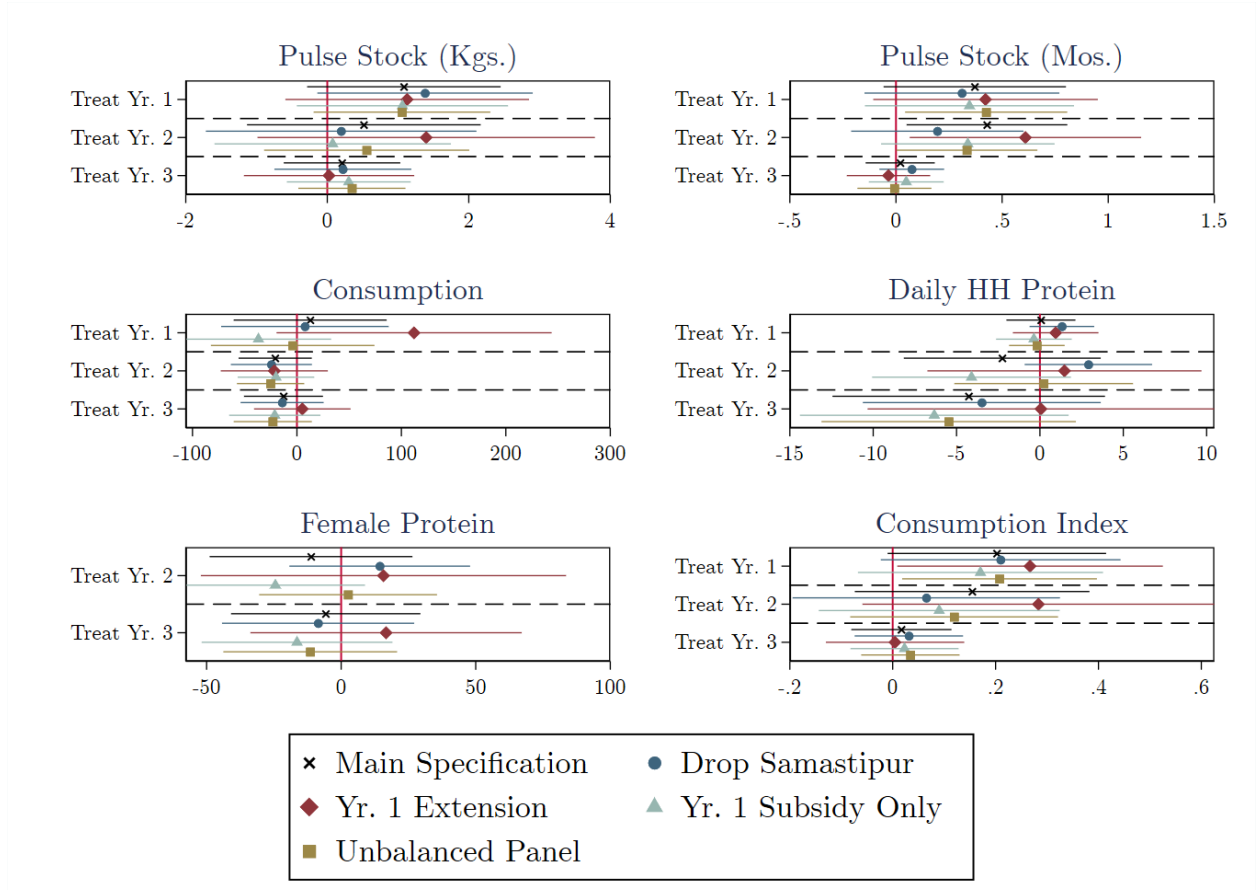 Pulse Stock (Kgs.)
Treat Yr. 1
Treat Yr. 2
Treat Yr. 3
-2 0 2 4
Pulse Stock (Mos.)
Treat Yr. 1
Treat Yr. 2
Treat Yr. 3
-.5 0 .5 1 1.5
Consumption
Treat Yr. 1
Treat Yr. 2
Treat Yr. 3
-100 0 100 200 300
Daily HH Protein
Treat Yr. 1
Treat Yr. 2
Treat Yr. 3
-15 -10 -5 0 5 10
Female Protein
Treat Yr. 2
Treat Yr. 3
-50 0 50 100
Consumption Index
Treat Yr. 1
Treat Yr. 2
Treat Yr. 3
-.2 0 .2 .4 .6
Main Specification
Drop Samastipur
Yr. 1 Extension
Yr. 1 Subsidy Only
Unbalanced Panel